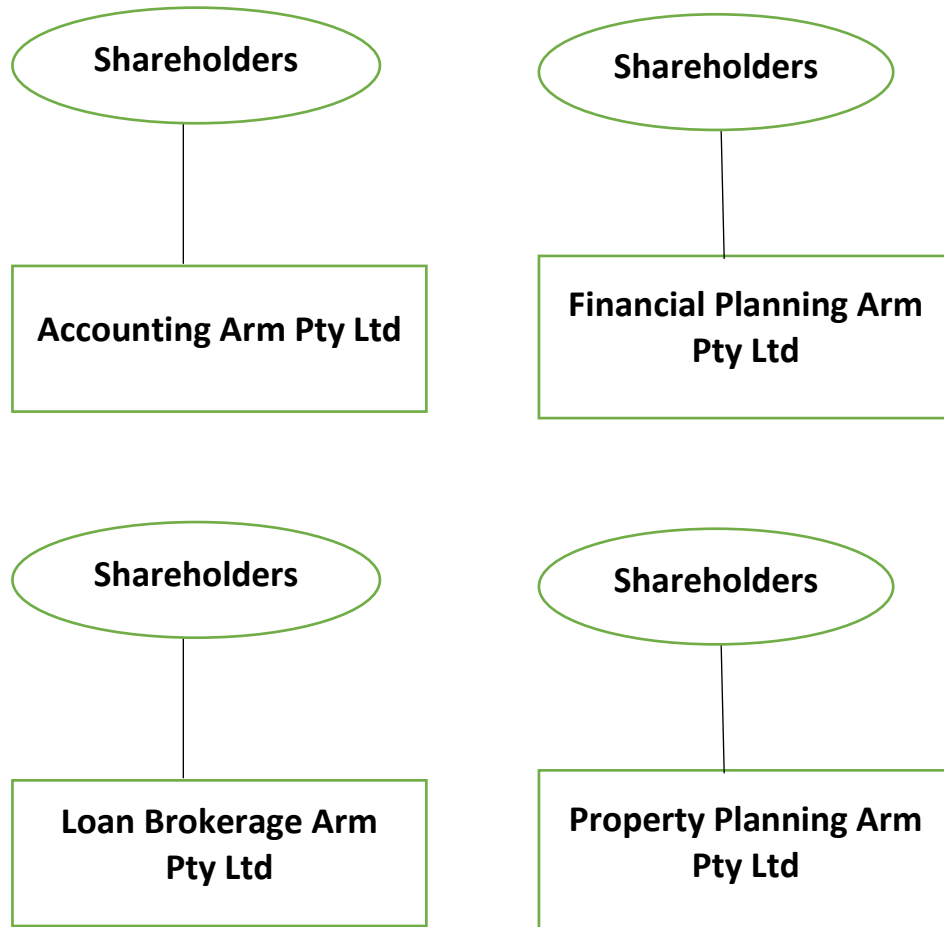 Shareholders
Shareholders
Accounting Arm Pty Ltd
Financial Planning Arm
Pty Ltd
Shareholders
Shareholders
Loan Brokerage Arm
Pty Ltd
Property Planning Arm
Pty Ltd